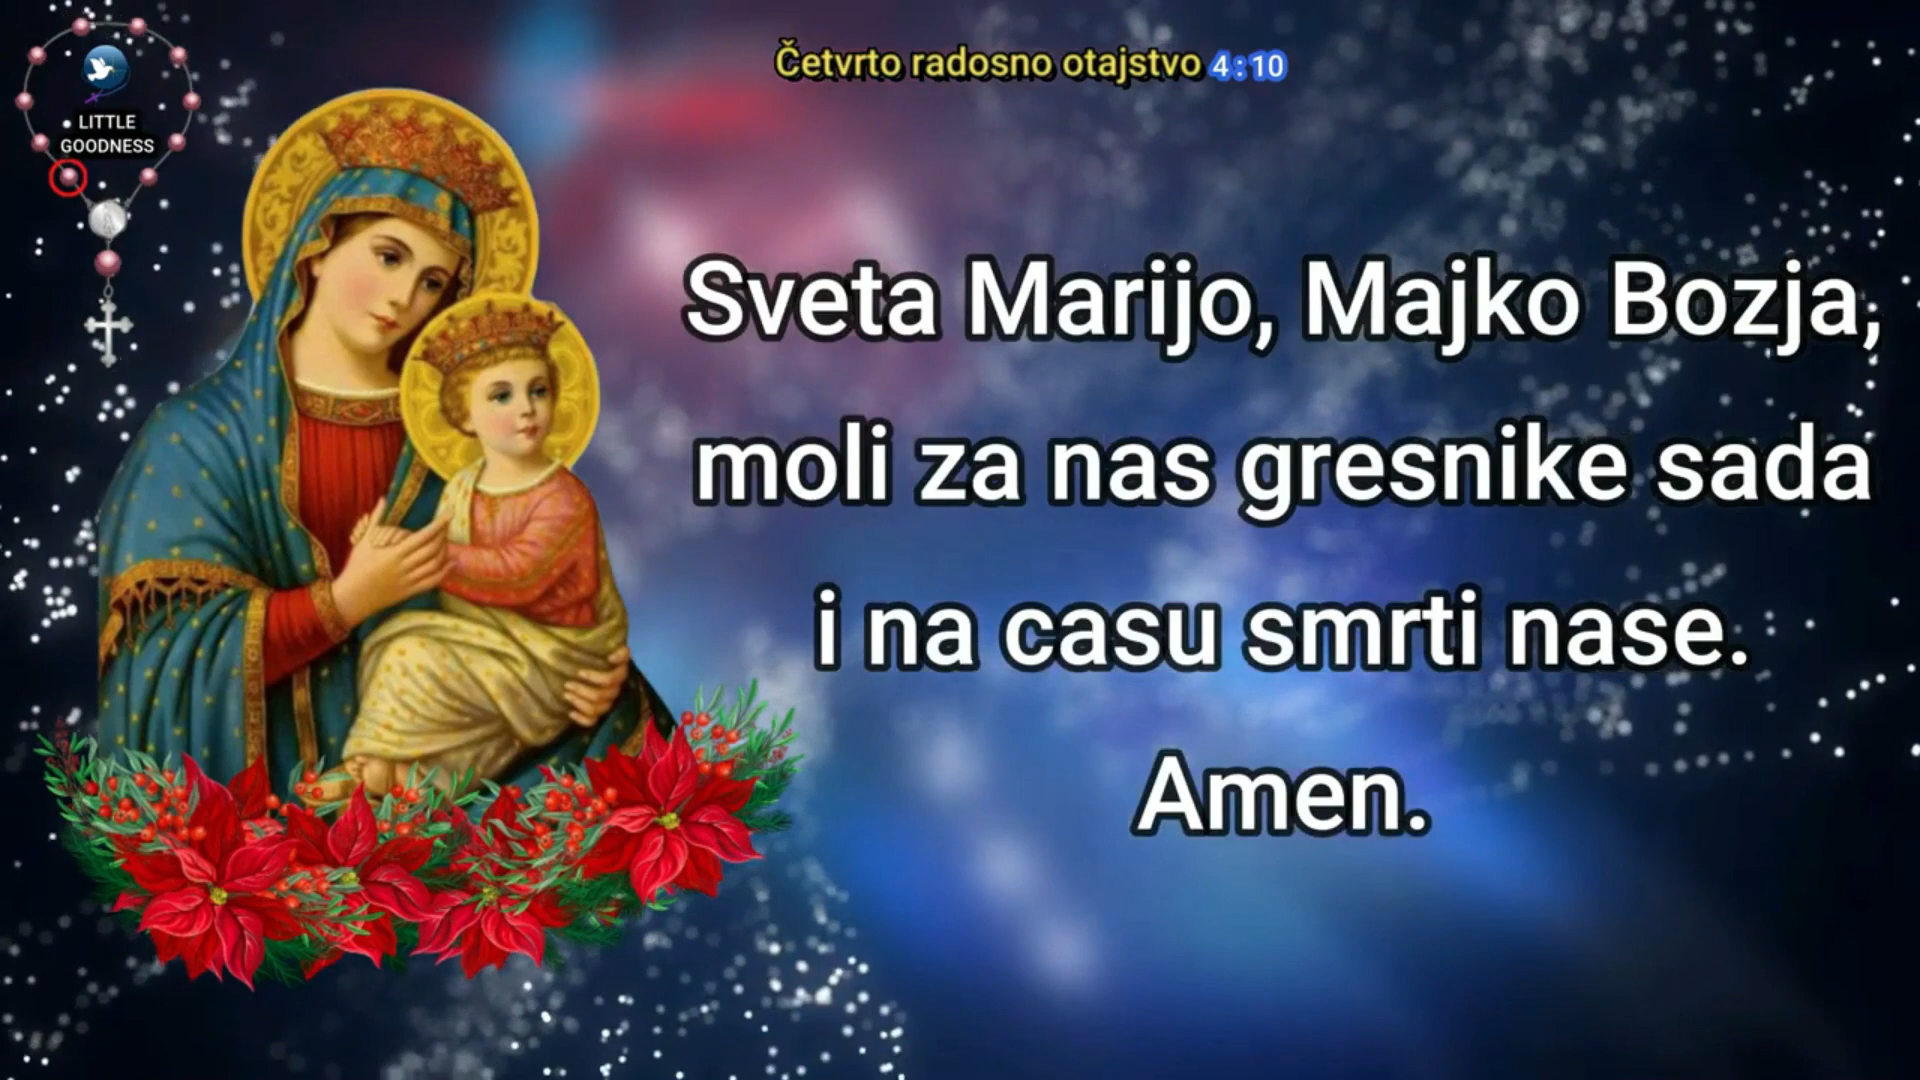 Četvrto radosno otajstvo 4:10
LITTLE
GOODNESS
Sveta Marijo, Majko Bozja,
moli za nas gresnike sada
i na casu smrti nase.
Amen.